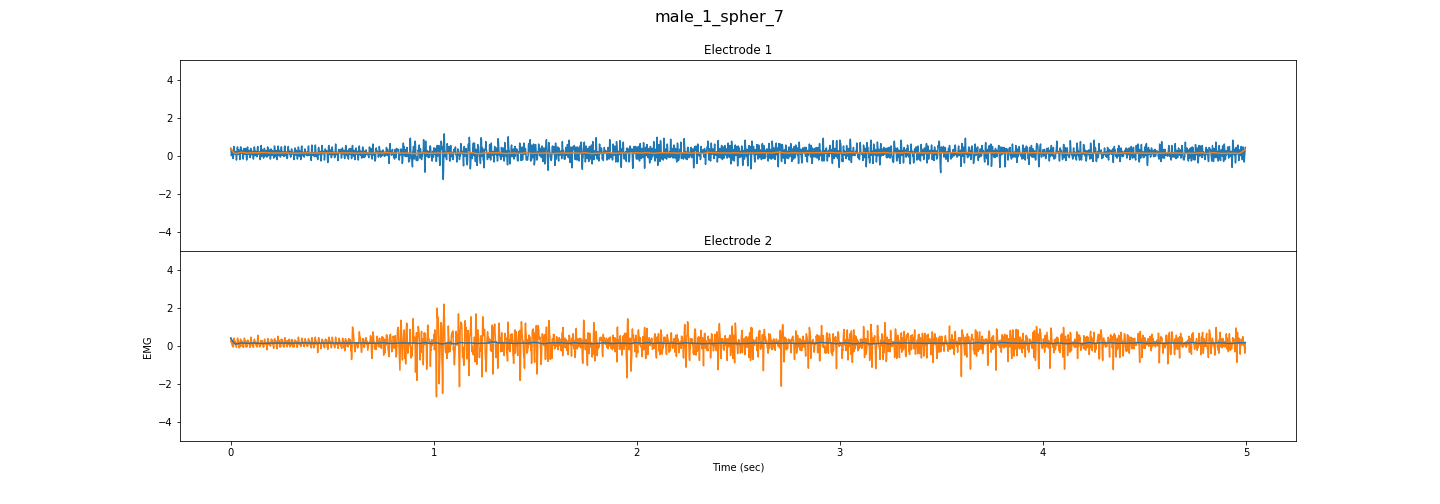 male_1_spher_7
Electrode 1
4
2
0
−2
−4
Electrode 2
4
2
0
−2
−4
EMG
0 1 2 3 4 5
Time (sec)